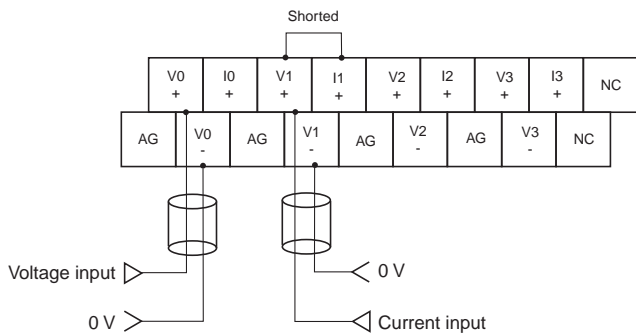 Shorted
V0 I0 V1 I1 V2 I2 V3 I3 NC
+ + + + + + + +
AG V0 AG V1 AG V2 AG V3 NC
- - - -
Voltage input
0 V
0 V
Current input